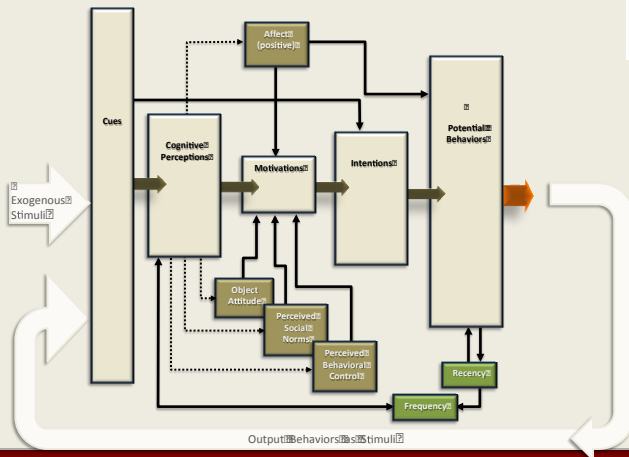 Affect
(positive)
Cues
Cognitive
Perceptions
Motivations
Intentions
Potential
Behaviors
Exogenous
Stimuli
Object
Attitude
Perceived
Social
Norms
Perceived
Behavioral
Control
Recency
Frequency
Output Behaviors as Stimuli